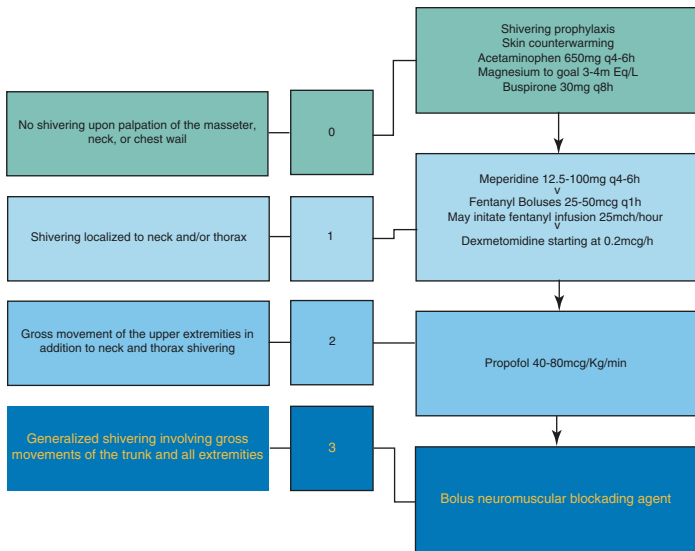 Shivering prophylaxis
Skin counterwarming
Acetaminophen 650mg q4-6h
Magnesium to goal 3-4m Eq/L
Buspirone 30mg q8h
No shivering upon palpation of the masseter,
neck, or chest wail
0
Meperidine 12.5-100mg q4-6h
v
Fentanyl Boluses 25-50mcg q1h
May initate fentanyl infusion 25mch/hour
v
Dexmetomidine starting at 0.2mcg/h
Shivering localized to neck and/or thorax
1
Gross movement of the upper extremities in
addition to neck and thorax shivering
2
Propofol 40-80mcg/Kg/min
Generalized shivering involving gross
movements of the trunk and all extremities
3
Bolus neuromuscular blockading agent